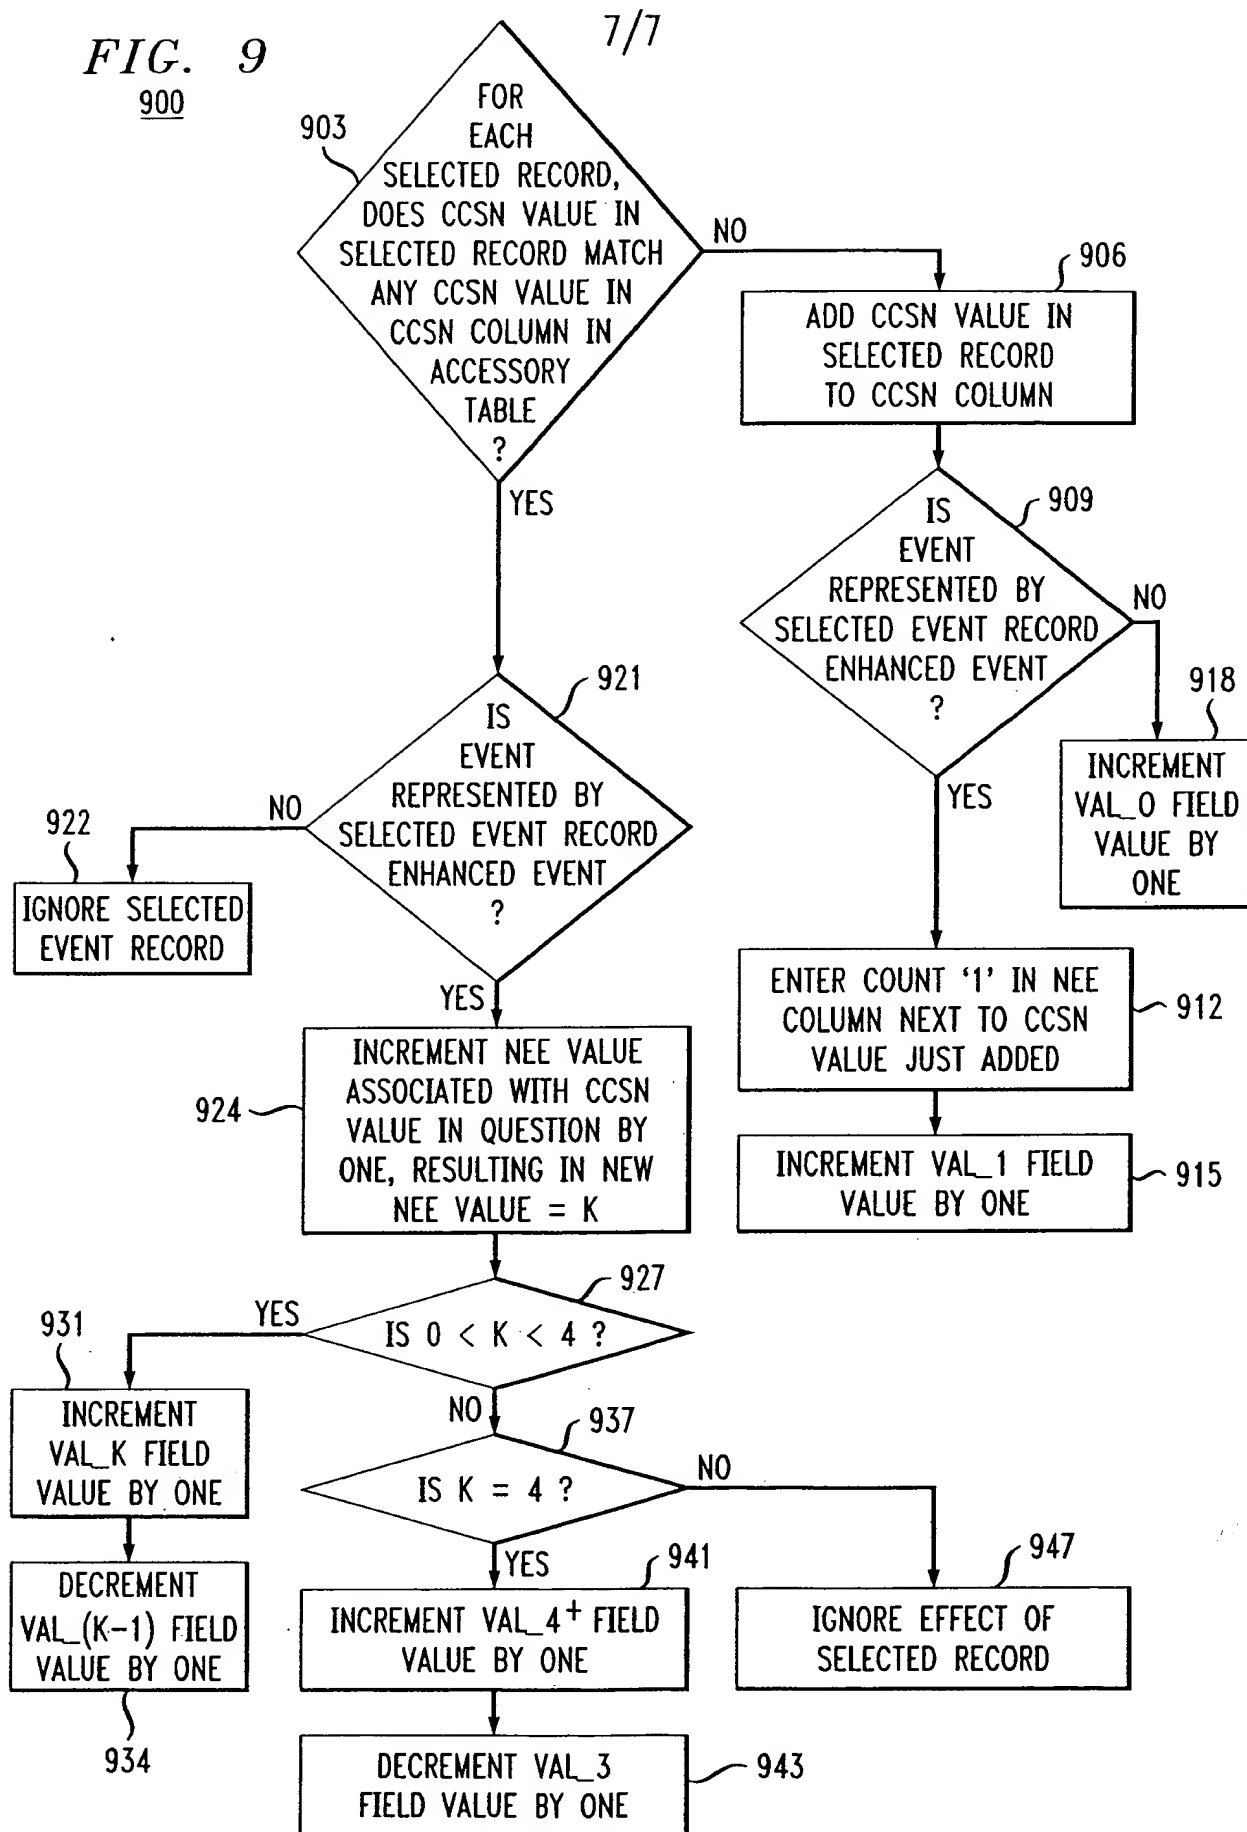 7/7
FIG. 9
900
903
FOR
EACH
SELECTED RECORD,
DOES CCSN VALUE IN
SELECTED RECORD MATCH
ANY CCSN VALUE IN
CCSN COLUMN IN
ACCESSORY
TABLE
?
NO
YES
906
ADD CCSN VALUE IN
SELECTED RECORD
TO CCSN COLUMN
909
IS
EVENT
REPRESENTED BY
SELECTED EVENT RECORD
ENHANCED EVENT
?
NO
YES
918
INCREMENT
VAL_0 FIELD
VALUE BY
ONE
912
ENTER COUNT ‘1’ IN NEE
COLUMN NEXT TO CCSN
VALUE JUST ADDED
915
INCREMENT VAL_1 FIELD
VALUE BY ONE
921
IS
EVENT
REPRESENTED BY
SELECTED EVENT RECORD
ENHANCED EVENT
?
NO
YES
922
IGNORE SELECTED
EVENT RECORD
924
INCREMENT NEE VALUE
ASSOCIATED WITH CCSN
VALUE IN QUESTION BY
ONE, RESULTING IN NEW
NEE VALUE = K
927
IS 0 < K < 4 ?
YES
NO
931
INCREMENT
VAL_K FIELD
VALUE BY ONE
DECREMENT
VAL_(K-1) FIELD
VALUE BY ONE
934
937
IS K = 4 ?
NO
YES
941
INCREMENT VAL_4+ FIELD
VALUE BY ONE
947
IGNORE EFFECT OF
SELECTED RECORD
DECREMENT VAL_3
FIELD VALUE BY ONE
943